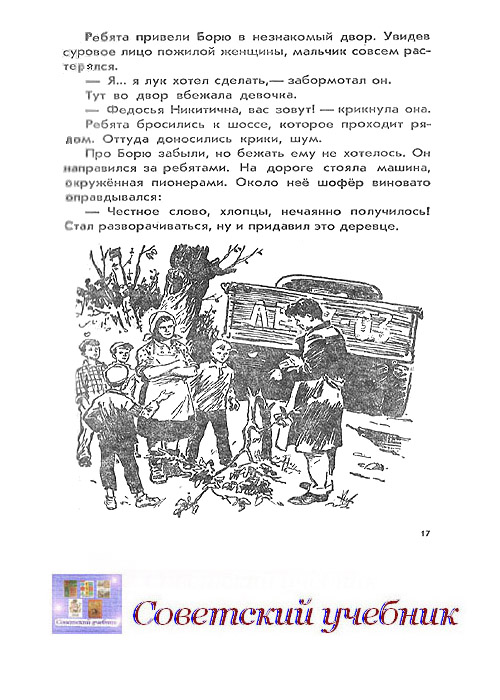 Ребята привели Борю в незнакомый двор. Увидев
суровое лицо пожилой женщины, мальчик совсем рас-
терялся.
— Я... я лук хотел сделать,— забормотал он.
Тут во двор вбежала девочка.
— Федосья Никитична, вас зовут! — крикнула она.
Ребята бросились к шоссе, которое проходит ря-
дом. Оттуда доносились крики, шум.
Про Борю забыли, но бежать ему не хотелось. Он
направился за ребятами. На дороге стояла машина,
окружённая пионерами. Около неё шофёр виновато
оправдывался:
— Честное слово, хлопцы, нечаянно получилось!
Стал разворачиваться, ну и придавил это деревце.
17
Советский учебник
Советский учебник